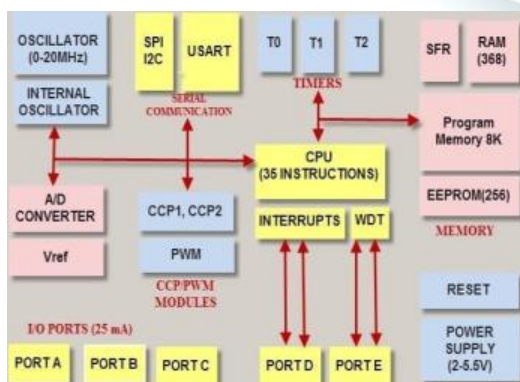 OSCILLATOR
(0-20MHz)
INTERNAL
OSCILLATOR
SPI
I2C
USART
SERIAL
COMMUNICATION
T0
T1
T2
TIMERS
SFR
RAM
(368)
Program
Memory 8K
EEPROM(256)
MEMORY
CPU
(35 INSTRUCTIONS)
INTERRUPTS
WDT
A/D
CONVERTER
Vref
CCP1, CCP2
PWM
CCP/PWM
MODULES
RESET
POWER
SUPPLY
(2-5.5V)
I/O PORTS (25 mA)
PORT A
PORT B
PORT C
PORT D
PORT E